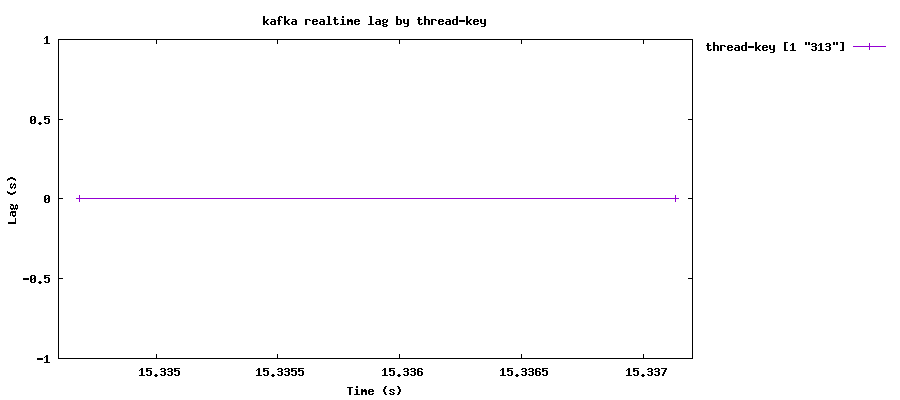 kafka realtime lag by thread-key
thread-key [1 "313"]
1
0.5
0
-0.5
-1
Lag (s)
15.335 15.3355 15.336 15.3365 15.337
Time (s)